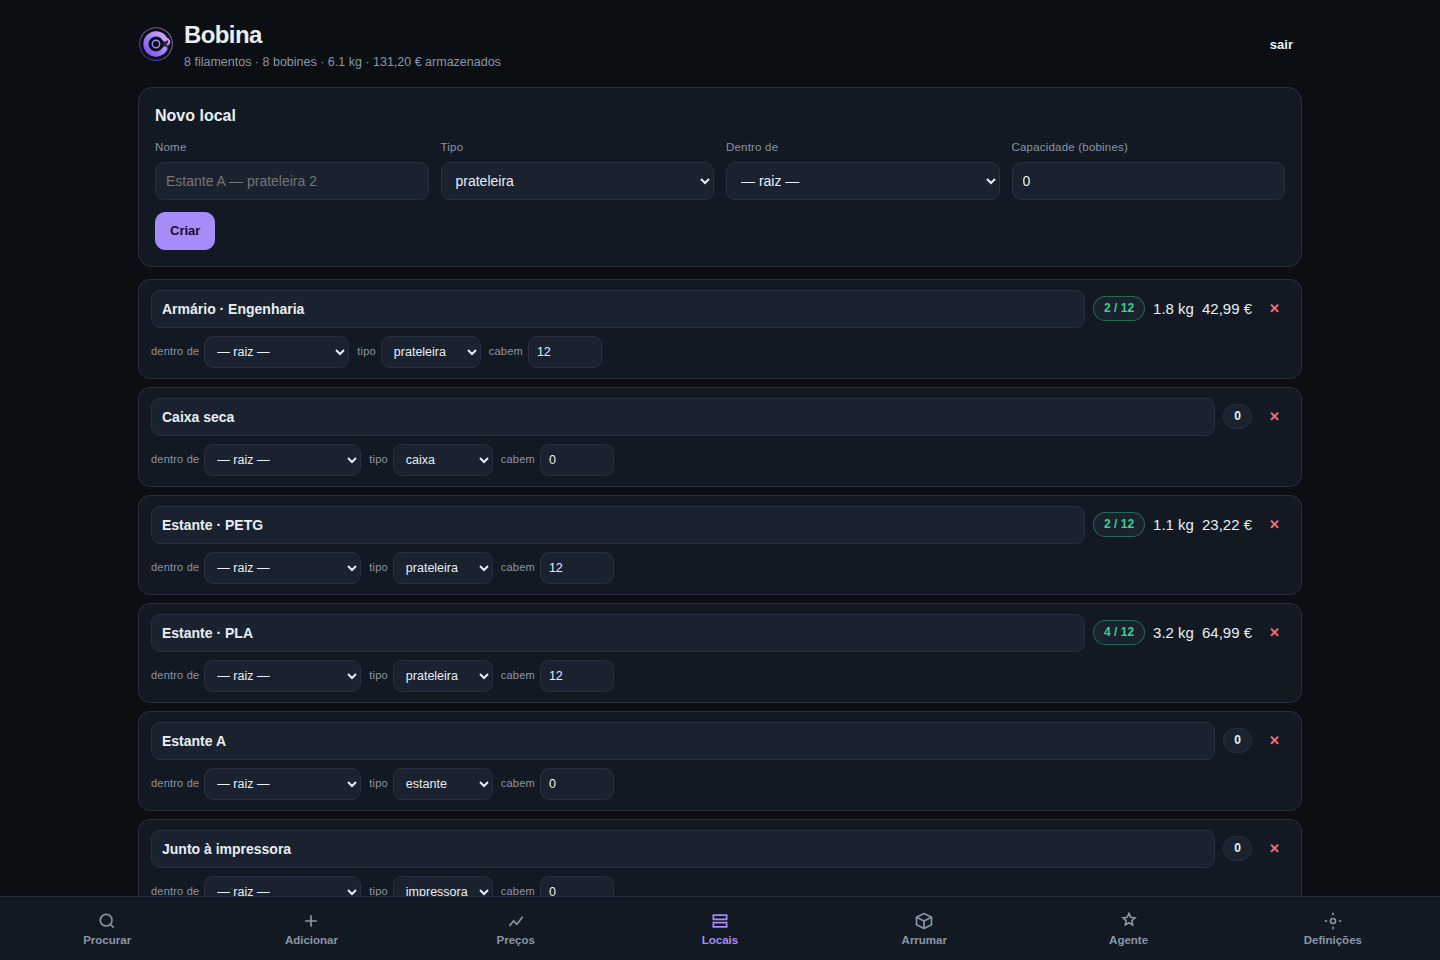 Bobina
8 filamentos · 8 bobines · 6.1 kg · 131,20 € armazenados
sair
Novo local
Nome
Tipo
Dentro de
Capacidade (bobines)
Estante A — prateleira 2
prateleira
— raiz —
0
Criar
Armário · Engenharia
2 / 12
1.8 kg
42,99 €
×
dentro de
— raiz —
tipo
prateleira
cabem
12
Caixa seca
0
×
dentro de
— raiz —
tipo
caixa
cabem
0
Estante · PETG
2 / 12
1.1 kg
23,22 €
×
dentro de
— raiz —
tipo
prateleira
cabem
12
Estante · PLA
4 / 12
3.2 kg
64,99 €
×
dentro de
— raiz —
tipo
prateleira
cabem
12
Estante A
0
×
dentro de
— raiz —
tipo
estante
cabem
0
Junto à impressora
0
×
dentro de
— raiz —
tipo
impressora
cabem
0
Procurar
Adicionar
Preços
Locais
Arrumar
Agente
Definições